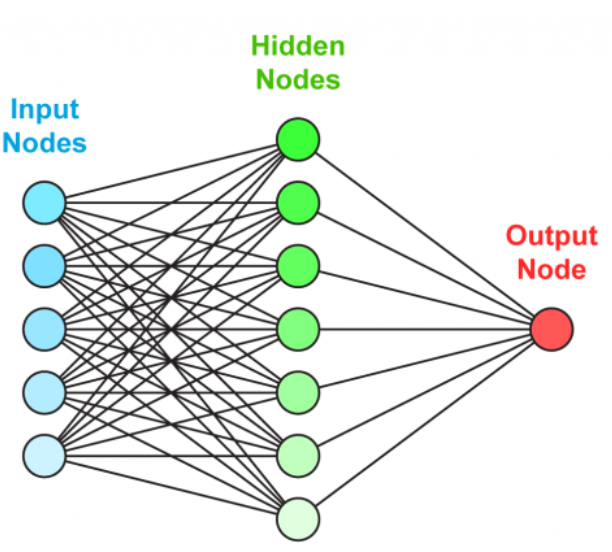 Hidden
Nodes
Input
Nodes
Output
Node